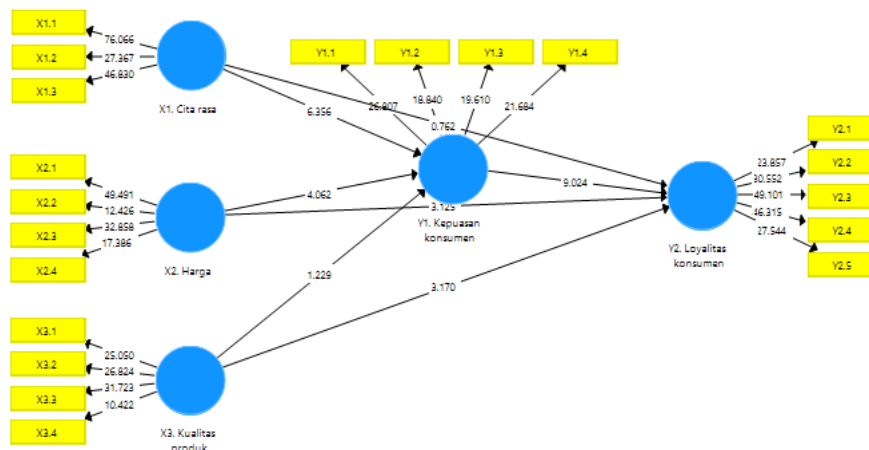 X1.1
X1.2
X1.3
76.066
27.367
46.830
X1. Cita rasa
Y1.1
Y1.2
Y1.3
Y1.4
26.807
18.840
19.610
21.684
6.356
0.762
Y2.1
Y2.2
Y2.3
Y2.4
Y2.5
23.857
30.552
49.101
46.315
27.544
X2.1
X2.2
X2.3
X2.4
49.491
12.426
32.858
17.386
X2. Harga
4.062
9.024
3.125
Y1. Kepuasan
konsumen
Y2. Loyalitas
konsumen
1.229
3.170
X3.1
X3.2
X3.3
X3.4
25.050
26.824
31.723
10.422
X3. Kualitas
produk